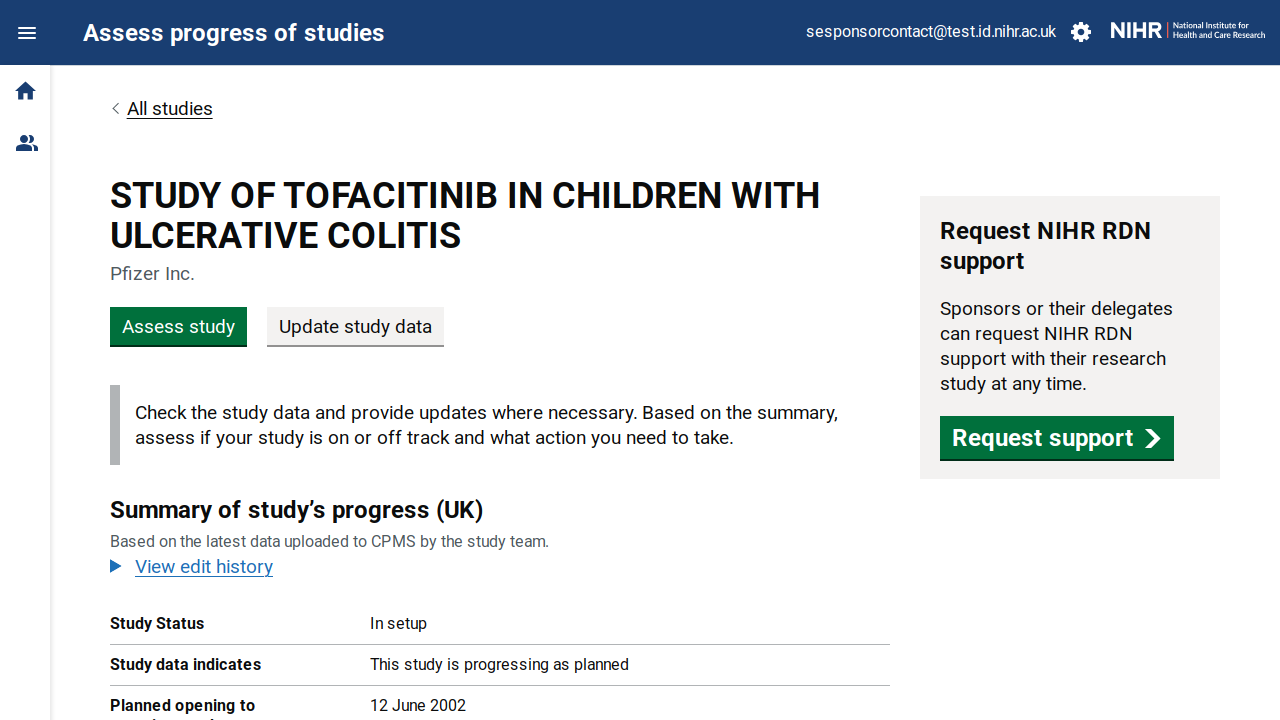 Assess progress of studies
sesponsorcontact@test.id.nihr.ac.uk
NIHR | National Institute for
Health and Care Research
All studies
STUDY OF TOFACITINIB IN CHILDREN WITH
ULCERATIVE COLITIS
Pfizer Inc.
Assess study
Update study data
Check the study data and provide updates where necessary. Based on the summary,
assess if your study is on or off track and what action you need to take.
Summary of study’s progress (UK)
Based on the latest data uploaded to CPMS by the study team.
View edit history
Study Status In setup
Study data indicates This study is progressing as planned
Planned opening to 12 June 2002
Request NIHR RDN
support
Sponsors or their delegates
can request NIHR RDN
support with their research
study at any time.
Request support